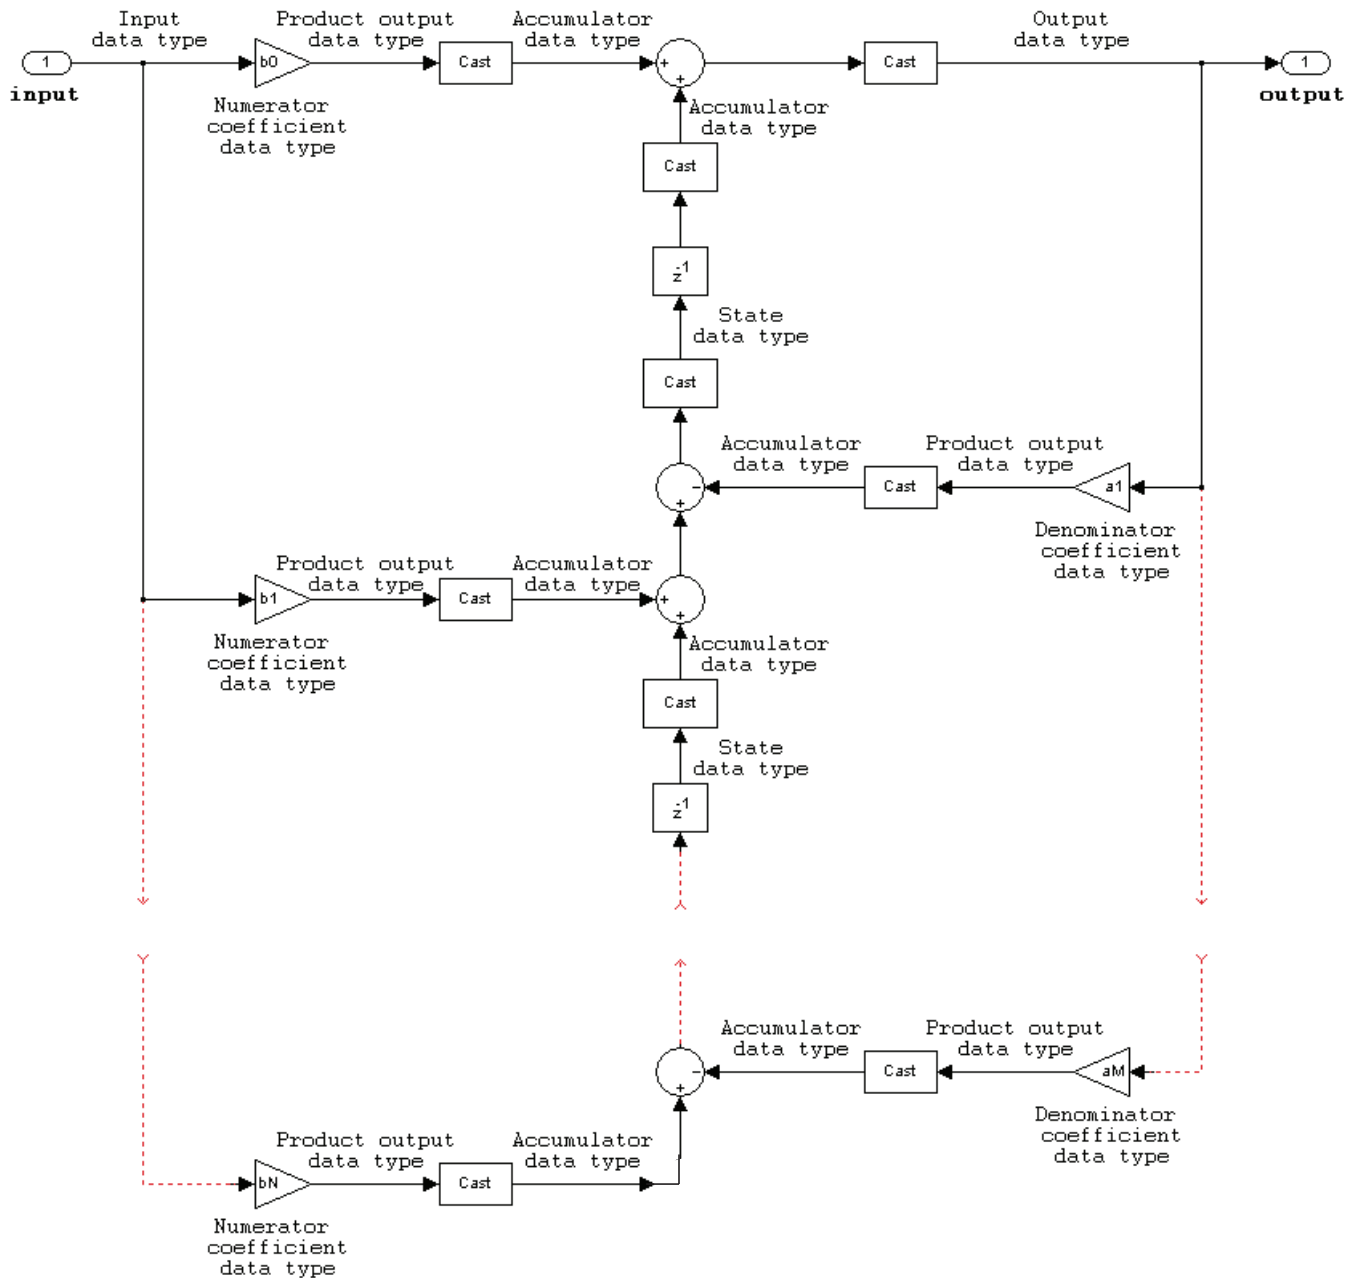 Input
data type
Product output
data type
Accumulator
data type
Output
data type
1
b0
Cast
+
+
Cast
1
input
output
Numerator
coefficient
data type
Accumulator
data type
Cast
z-1
State
data type
Cast
Accumulator
data type
Product output
data type
-
+
Cast
a1
Denominator
coefficient
data type
Product output
data type
Accumulator
data type
b1
Cast
+
+
Numerator
coefficient
data type
Accumulator
data type
Cast
State
data type
z-1
Accumulator
data type
Product output
data type
-
+
Cast
aM
Denominator
coefficient
data type
Product output
data type
Accumulator
data type
bN
Cast
Numerator
coefficient
data type